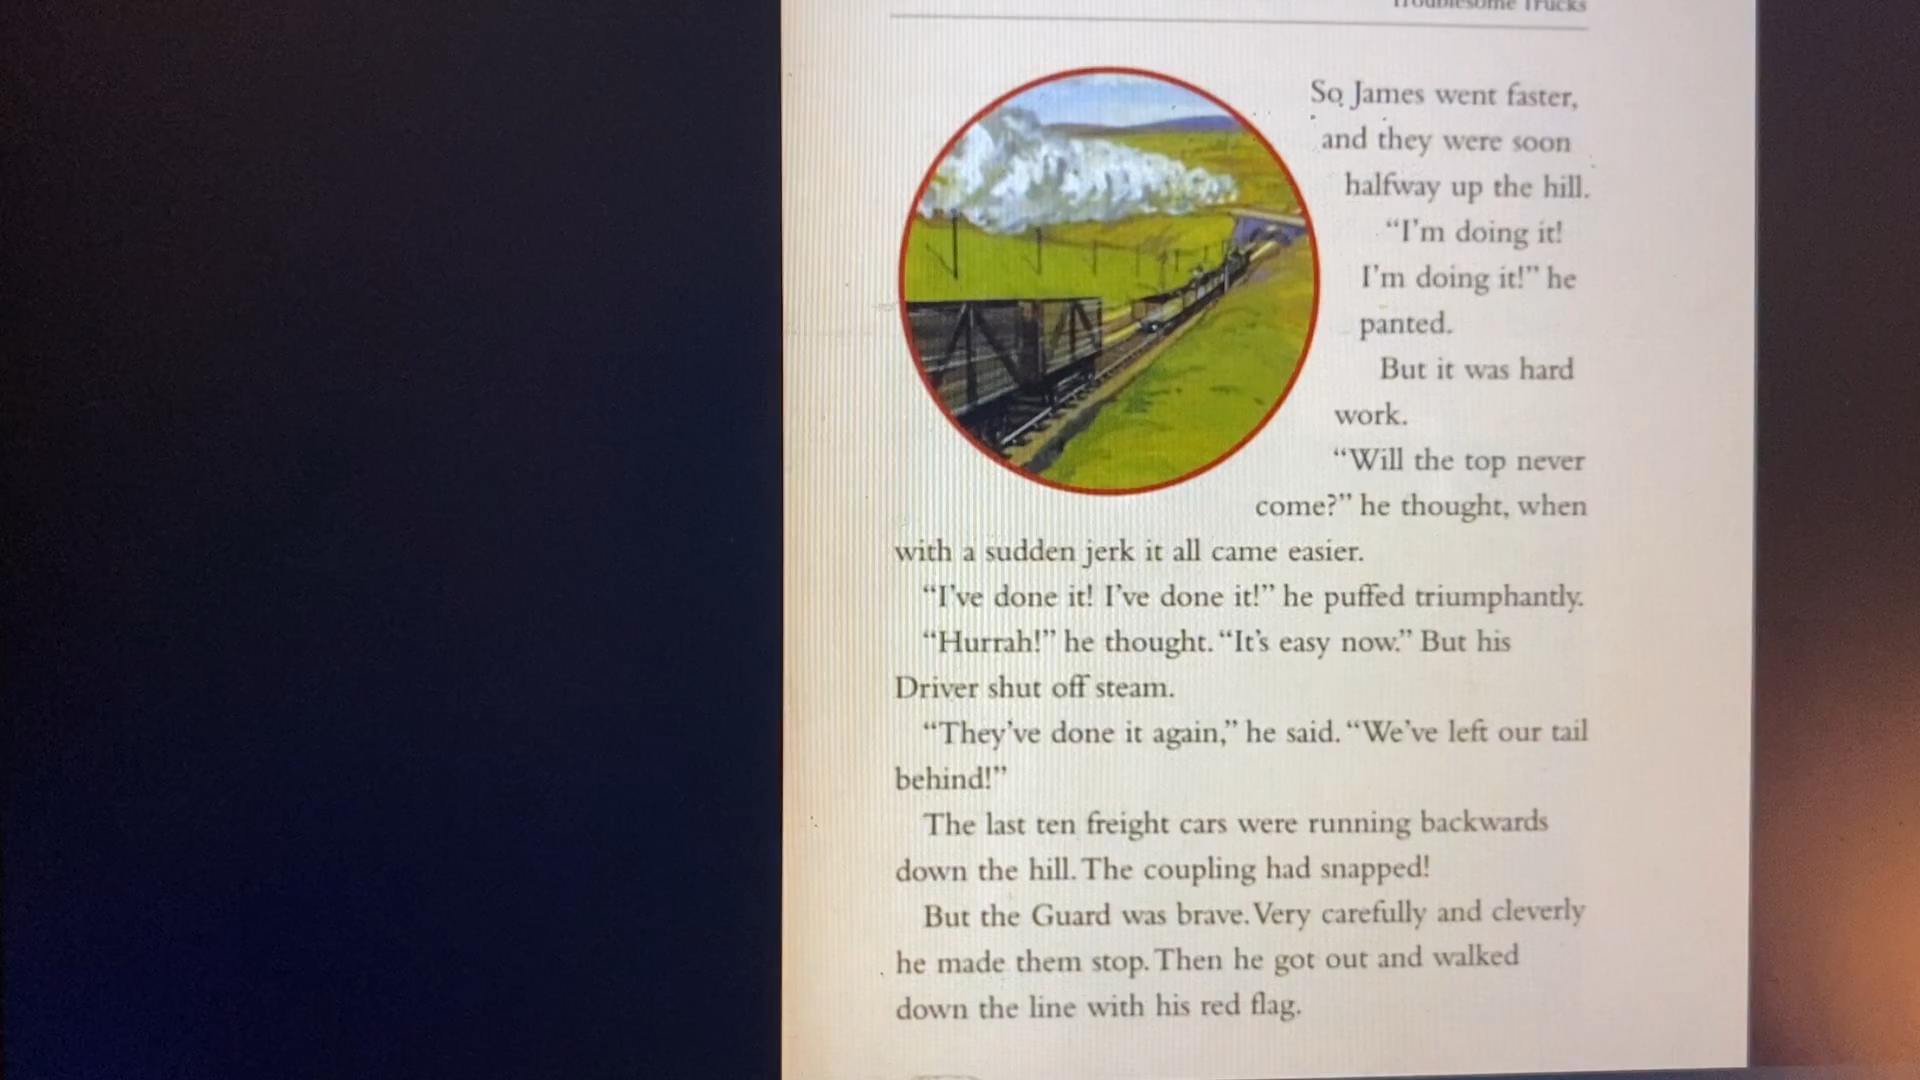 Troublesome Trucks
So James went faster,
and they were soon
halfway up the hill.
“I’m doing it!
I’m doing it!” he
panted.
But it was hard
work.
“Will the top never
come?” he thought, when
with a sudden jerk it all came easier.
“I’ve done it! I’ve done it!” he puffed triumphantly.
“Hurrah!” he thought. “It’s easy now.” But his
Driver shut off steam.
“They’ve done it again,” he said. “We’ve left our tail
behind!”
The last ten freight cars were running backwards
down the hill. The coupling had snapped!
But the Guard was brave. Very carefully and cleverly
he made them stop. Then he got out and walked
down the line with his red flag.